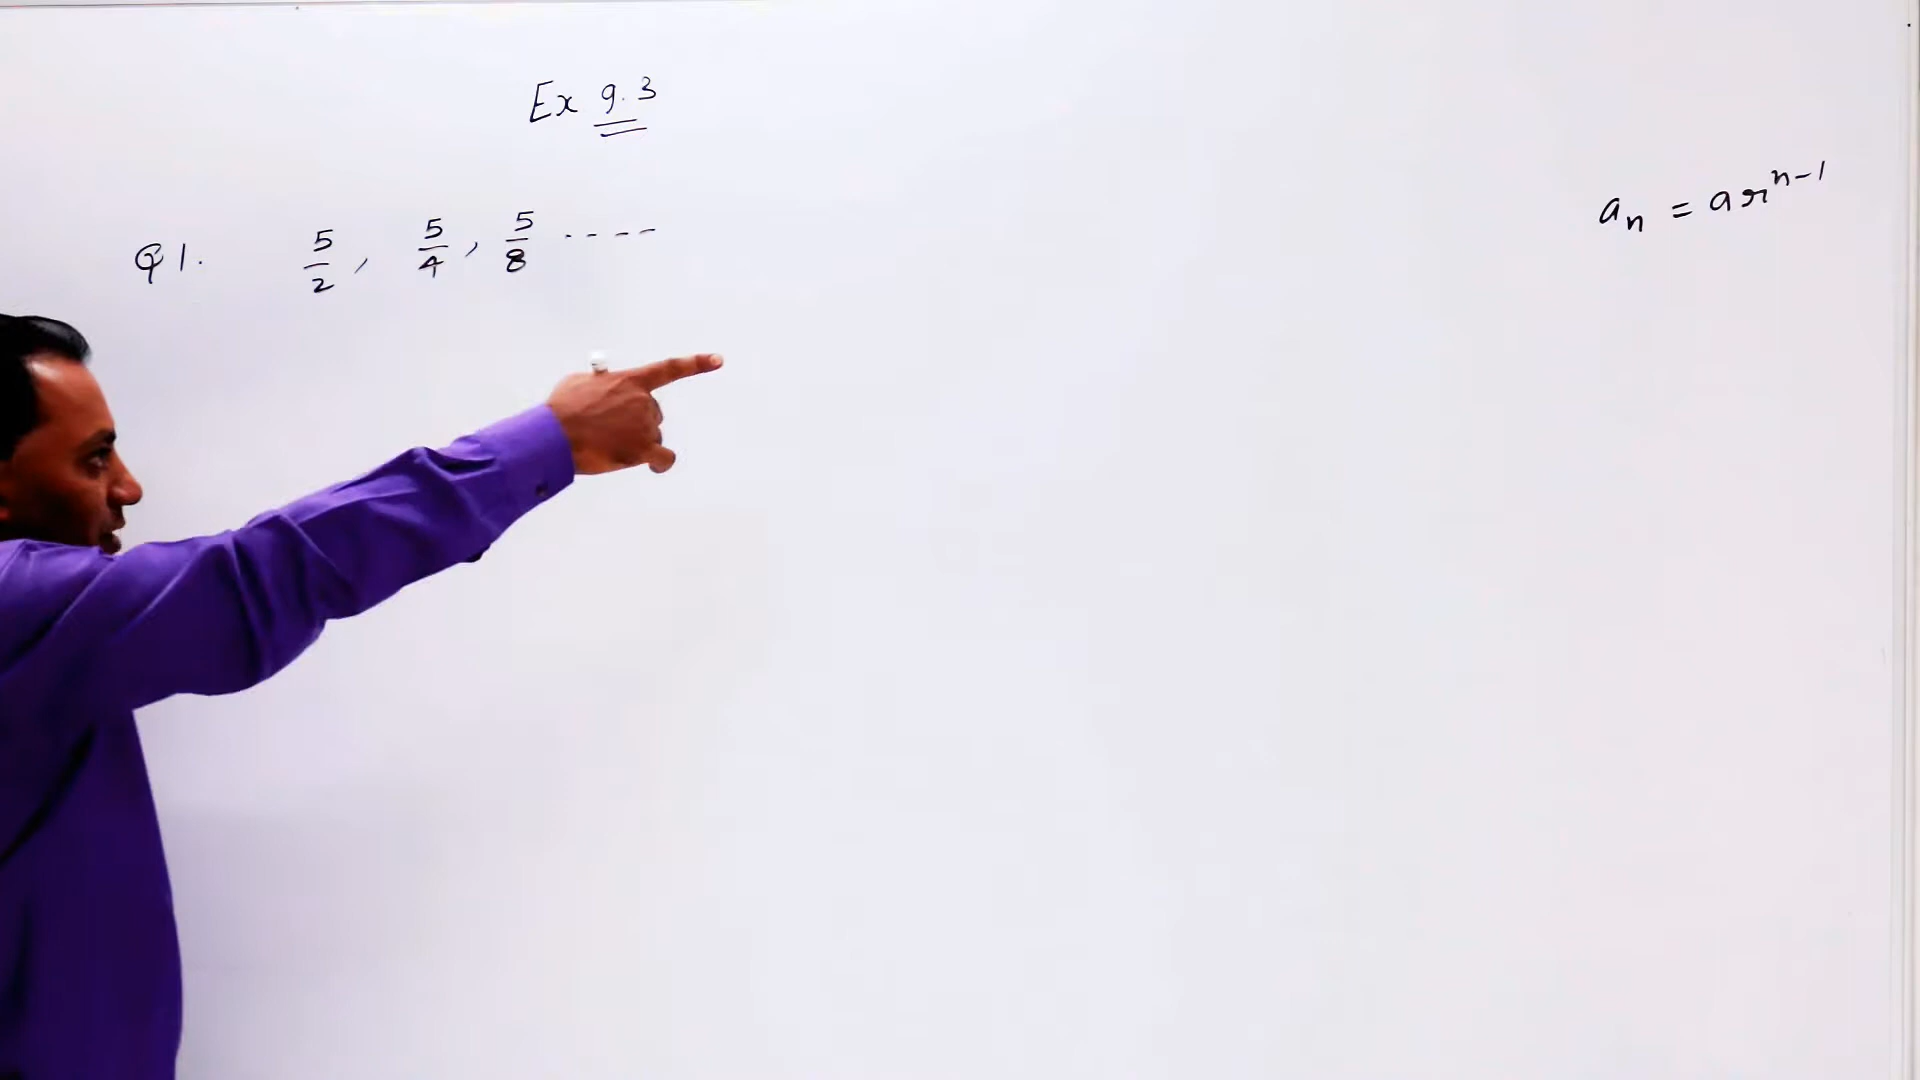 Ex 9.3
Q1. 5/2, 5/4, 5/8 ----
aₙ = arⁿ⁻¹